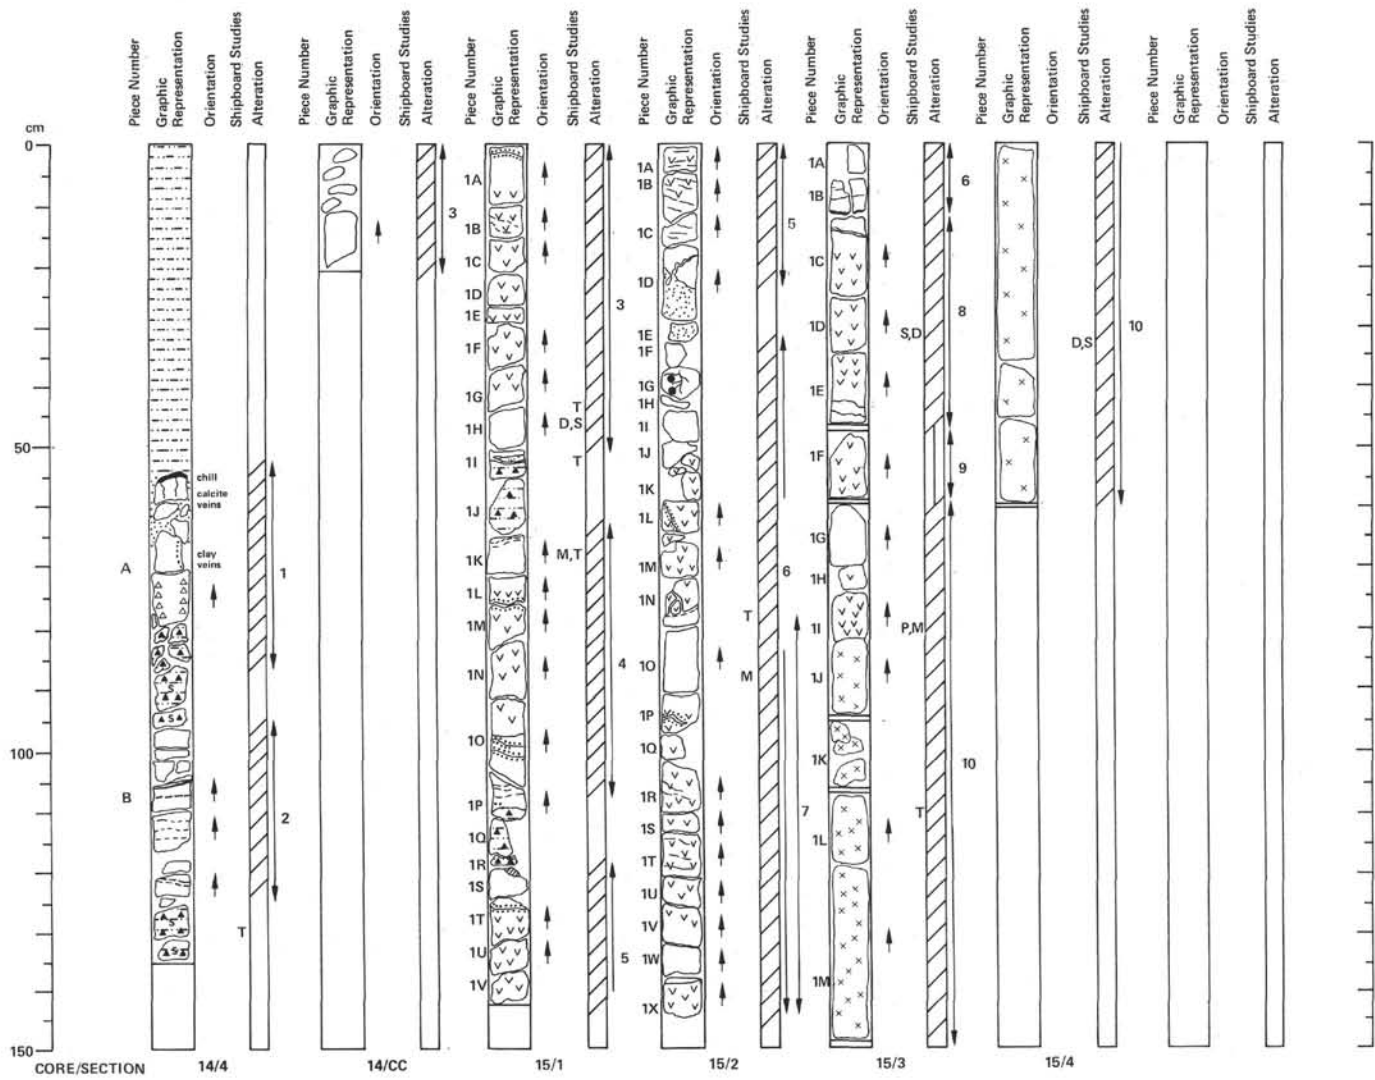 Piece Number Graphic Representation Orientation Shipboard Studies Alteration
Piece Number Graphic Representation Orientation Shipboard Studies Alteration
Piece Number Graphic Representation Orientation Shipboard Studies Alteration
Piece Number Graphic Representation Orientation Shipboard Studies Alteration
Piece Number Graphic Representation Orientation Shipboard Studies Alteration
Piece Number Graphic Representation Orientation Shipboard Studies Alteration
Piece Number Graphic Representation Orientation Shipboard Studies Alteration
cm
0
50
100
150
chill
calcite
veins
clay
veins
A
B
S
S
S
S
T
1
2
3
1A
1B
1C
1D
1E
1F
1G
1H
1I
1J
1K
1L
1M
1N
1O
1P
1Q
1R
1S
1T
1U
1V
T
D,S
T
M,T
3
4
5
1A
1B
1C
1D
1E
1F
1G
1H
1I
1J
1K
1L
1M
1N
1O
1P
1Q
1R
1S
1T
1U
1V
1W
1X
T
M
5
6
7
1A
1B
1C
1D
1E
1F
1G
1H
1I
1J
1K
1L
1M
S,D
P,M
T
6
8
9
10
D,S
10
CORE/SECTION 14/4 14/CC 15/1 15/2 15/3 15/4